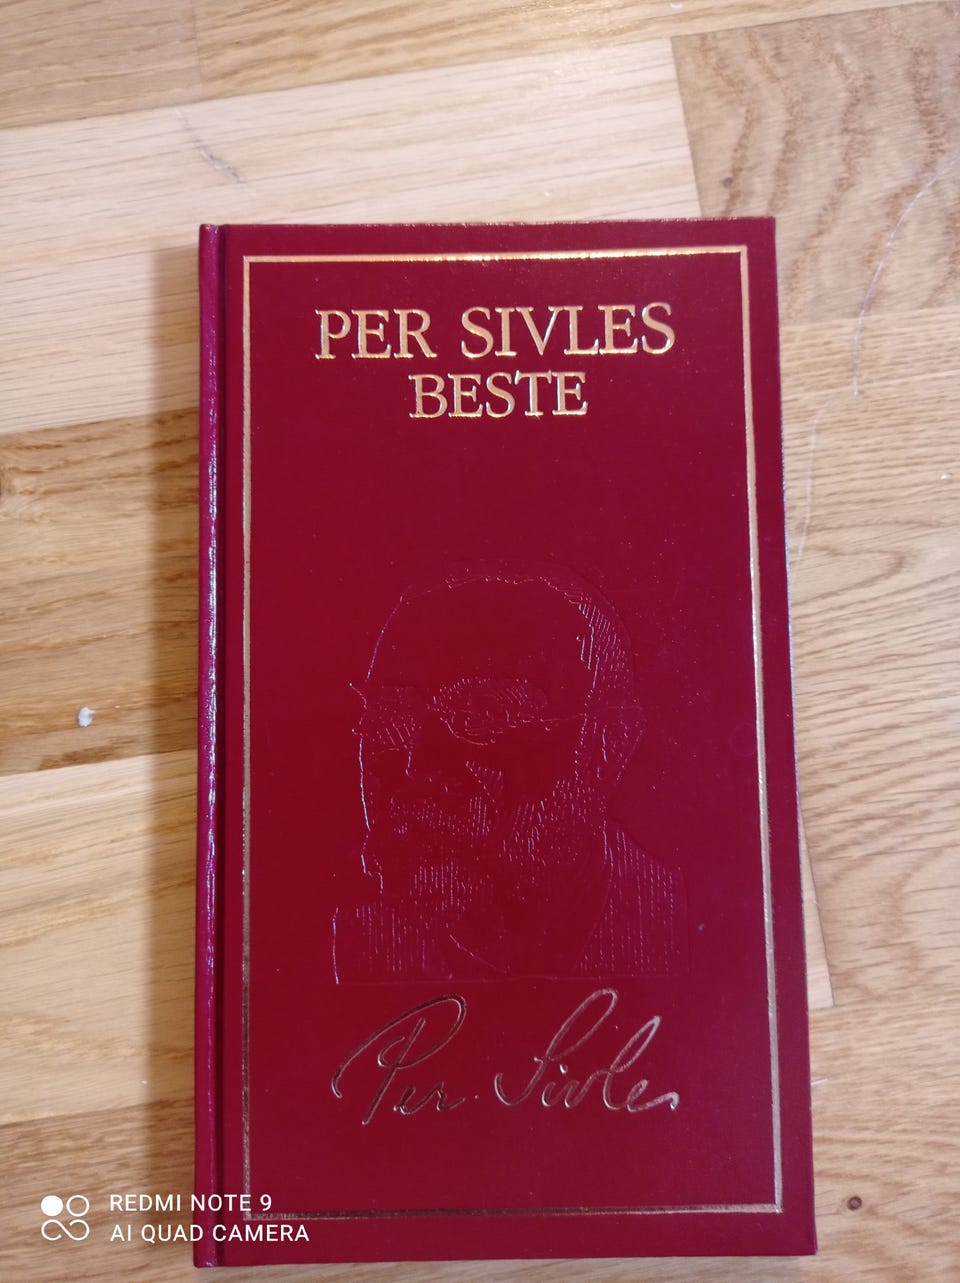 PER SIVLES
BESTE
Per Sivle
REDMI NOTE 9
AI QUAD CAMERA